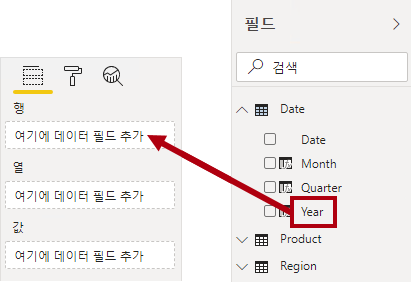 행
여기에 데이터 필드 추가
열
여기에 데이터 필드 추가
값
여기에 데이터 필드 추가
필드
검색
Date
Date
Month
Quarter
Year
Product
Region